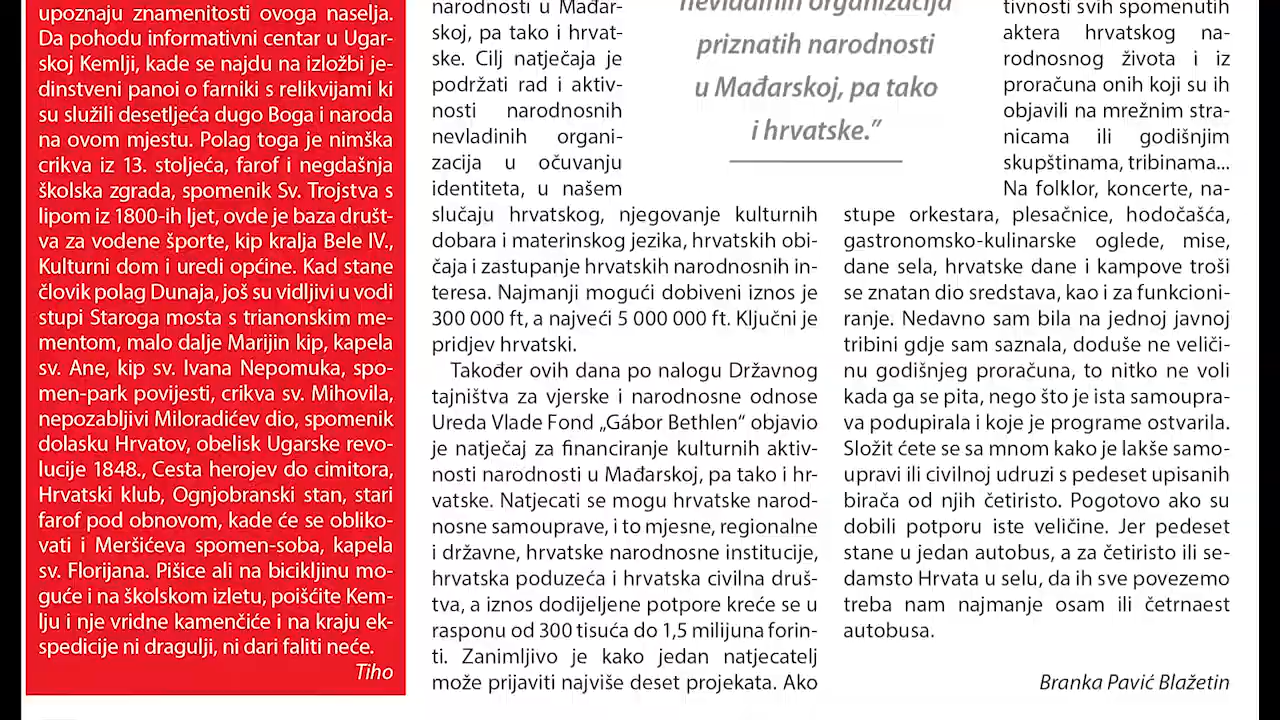 upoznaju znamenitosti ovoga naselja.
Da pohodu informativni centar u Ugar-
skoj Kemlji, kade se najdu na izložbi je-
dinstveni panoi o farniki s relikvijami ki
su služili desetljeća dugo Boga i naroda
na ovom mjestu. Polag toga je nimška
crikva iz 13. stoljeća, farof i negdašnja
školska zgrada, spomenik Sv. Trojstva s
lipom iz 1800-ih ljet, ovde je baza društ-
va za vodene športe, kip kralja Bele IV.,
Kulturni dom i uredi općine. Kad stane
človik polag Dunaja, još su vidljivi u vodi
stupi Staroga mosta s trianonskim me-
mentom, malo dalje Marijin kip, kapela
sv. Ane, kip sv. Ivana Nepomuka, spo-
men-park povijesti, crikva sv. Mihovila,
nepozabljivi Miloradićev dio, spomenik
dolasku Hrvatov, obelisk Ugarske revo-
lucije 1848., Cesta herojev do cimitora,
Hrvatski klub, Ognjobranski stan, stari
farof pod obnovom, kade će se obliko-
vati i Meršićeva spomen-soba, kapela
sv. Florijana. Pišice ali na bicikljinu mo-
guće i na školskom izletu, poišćite Kem-
lju i nje vridne kamenčiće i na kraju ek-
spedicije ni dragulji, ni dari faliti neće.
Tiho
narodnosti u Mađar-
skoj, pa tako i hrvat-
ske. Cilj natječaja je
podržati rad i aktiv-
nosti narodnosnih
nevladinih organi-
zacija u očuvanju
identiteta, u našem
slučaju hrvatskog, njegovanje kulturnih
dobara i materinskog jezika, hrvatskih obi-
čaja i zastupanje hrvatskih narodnosnih in-
teresa. Najmanji mogući dobiveni iznos je
300 000 ft, a najveći 5 000 000 ft. Ključni je
pridjev hrvatski.
Također ovih dana po nalogu Državnog
tajništva za vjerske i narodnosne odnose
Ureda Vlade Fond „Gábor Bethlen“ objavio
je natječaj za financiranje kulturnih aktiv-
nosti narodnosti u Mađarskoj, pa tako i hr-
vatske. Natjecati se mogu hrvatske narod-
nosne samouprave, i to mjesne, regionalne
i državne, hrvatske narodnosne institucije,
hrvatska poduzeća i hrvatska civilna druš-
tva, a iznos dodijeljene potpore kreće se u
rasponu od 300 tisuća do 1,5 milijuna forin-
ti. Zanimljivo je kako jedan natjecatelj
može prijaviti najviše deset projekata. Ako
nevladinih organizacija
priznatih narodnosti
u Mađarskoj, pa tako
i hrvatske.”
tivnosti svih spomenutih
aktera hrvatskog na-
rodnosnog života i iz
proračuna onih koji su ih
objavili na mrežnim stra-
nicama ili godišnjim
skupštinama, tribinama...
Na folklor, koncerte, na-
stupe orkestara, plesačnice, hodočašća,
gastronomsko-kulinarske oglede, mise,
dane sela, hrvatske dane i kampove troši
se znatan dio sredstava, kao i za funkcioni-
ranje. Nedavno sam bila na jednoj javnoj
tribini gdje sam saznala, doduše ne veliči-
nu godišnjeg proračuna, to nitko ne voli
kada ga se pita, nego što je ista samoupra-
va podupirala i koje je programe ostvarila.
Složit ćete se sa mnom kako je lakše samo-
upravi ili civilnoj udruzi s pedeset upisanih
birača od njih četiristo. Pogotovo ako su
dobili potporu iste veličine. Jer pedeset
stane u jedan autobus, a za četiristo ili se-
damsto Hrvata u selu, da ih sve povezemo
treba nam najmanje osam ili četrnaest
autobusa.
Branka Pavić Blažetin